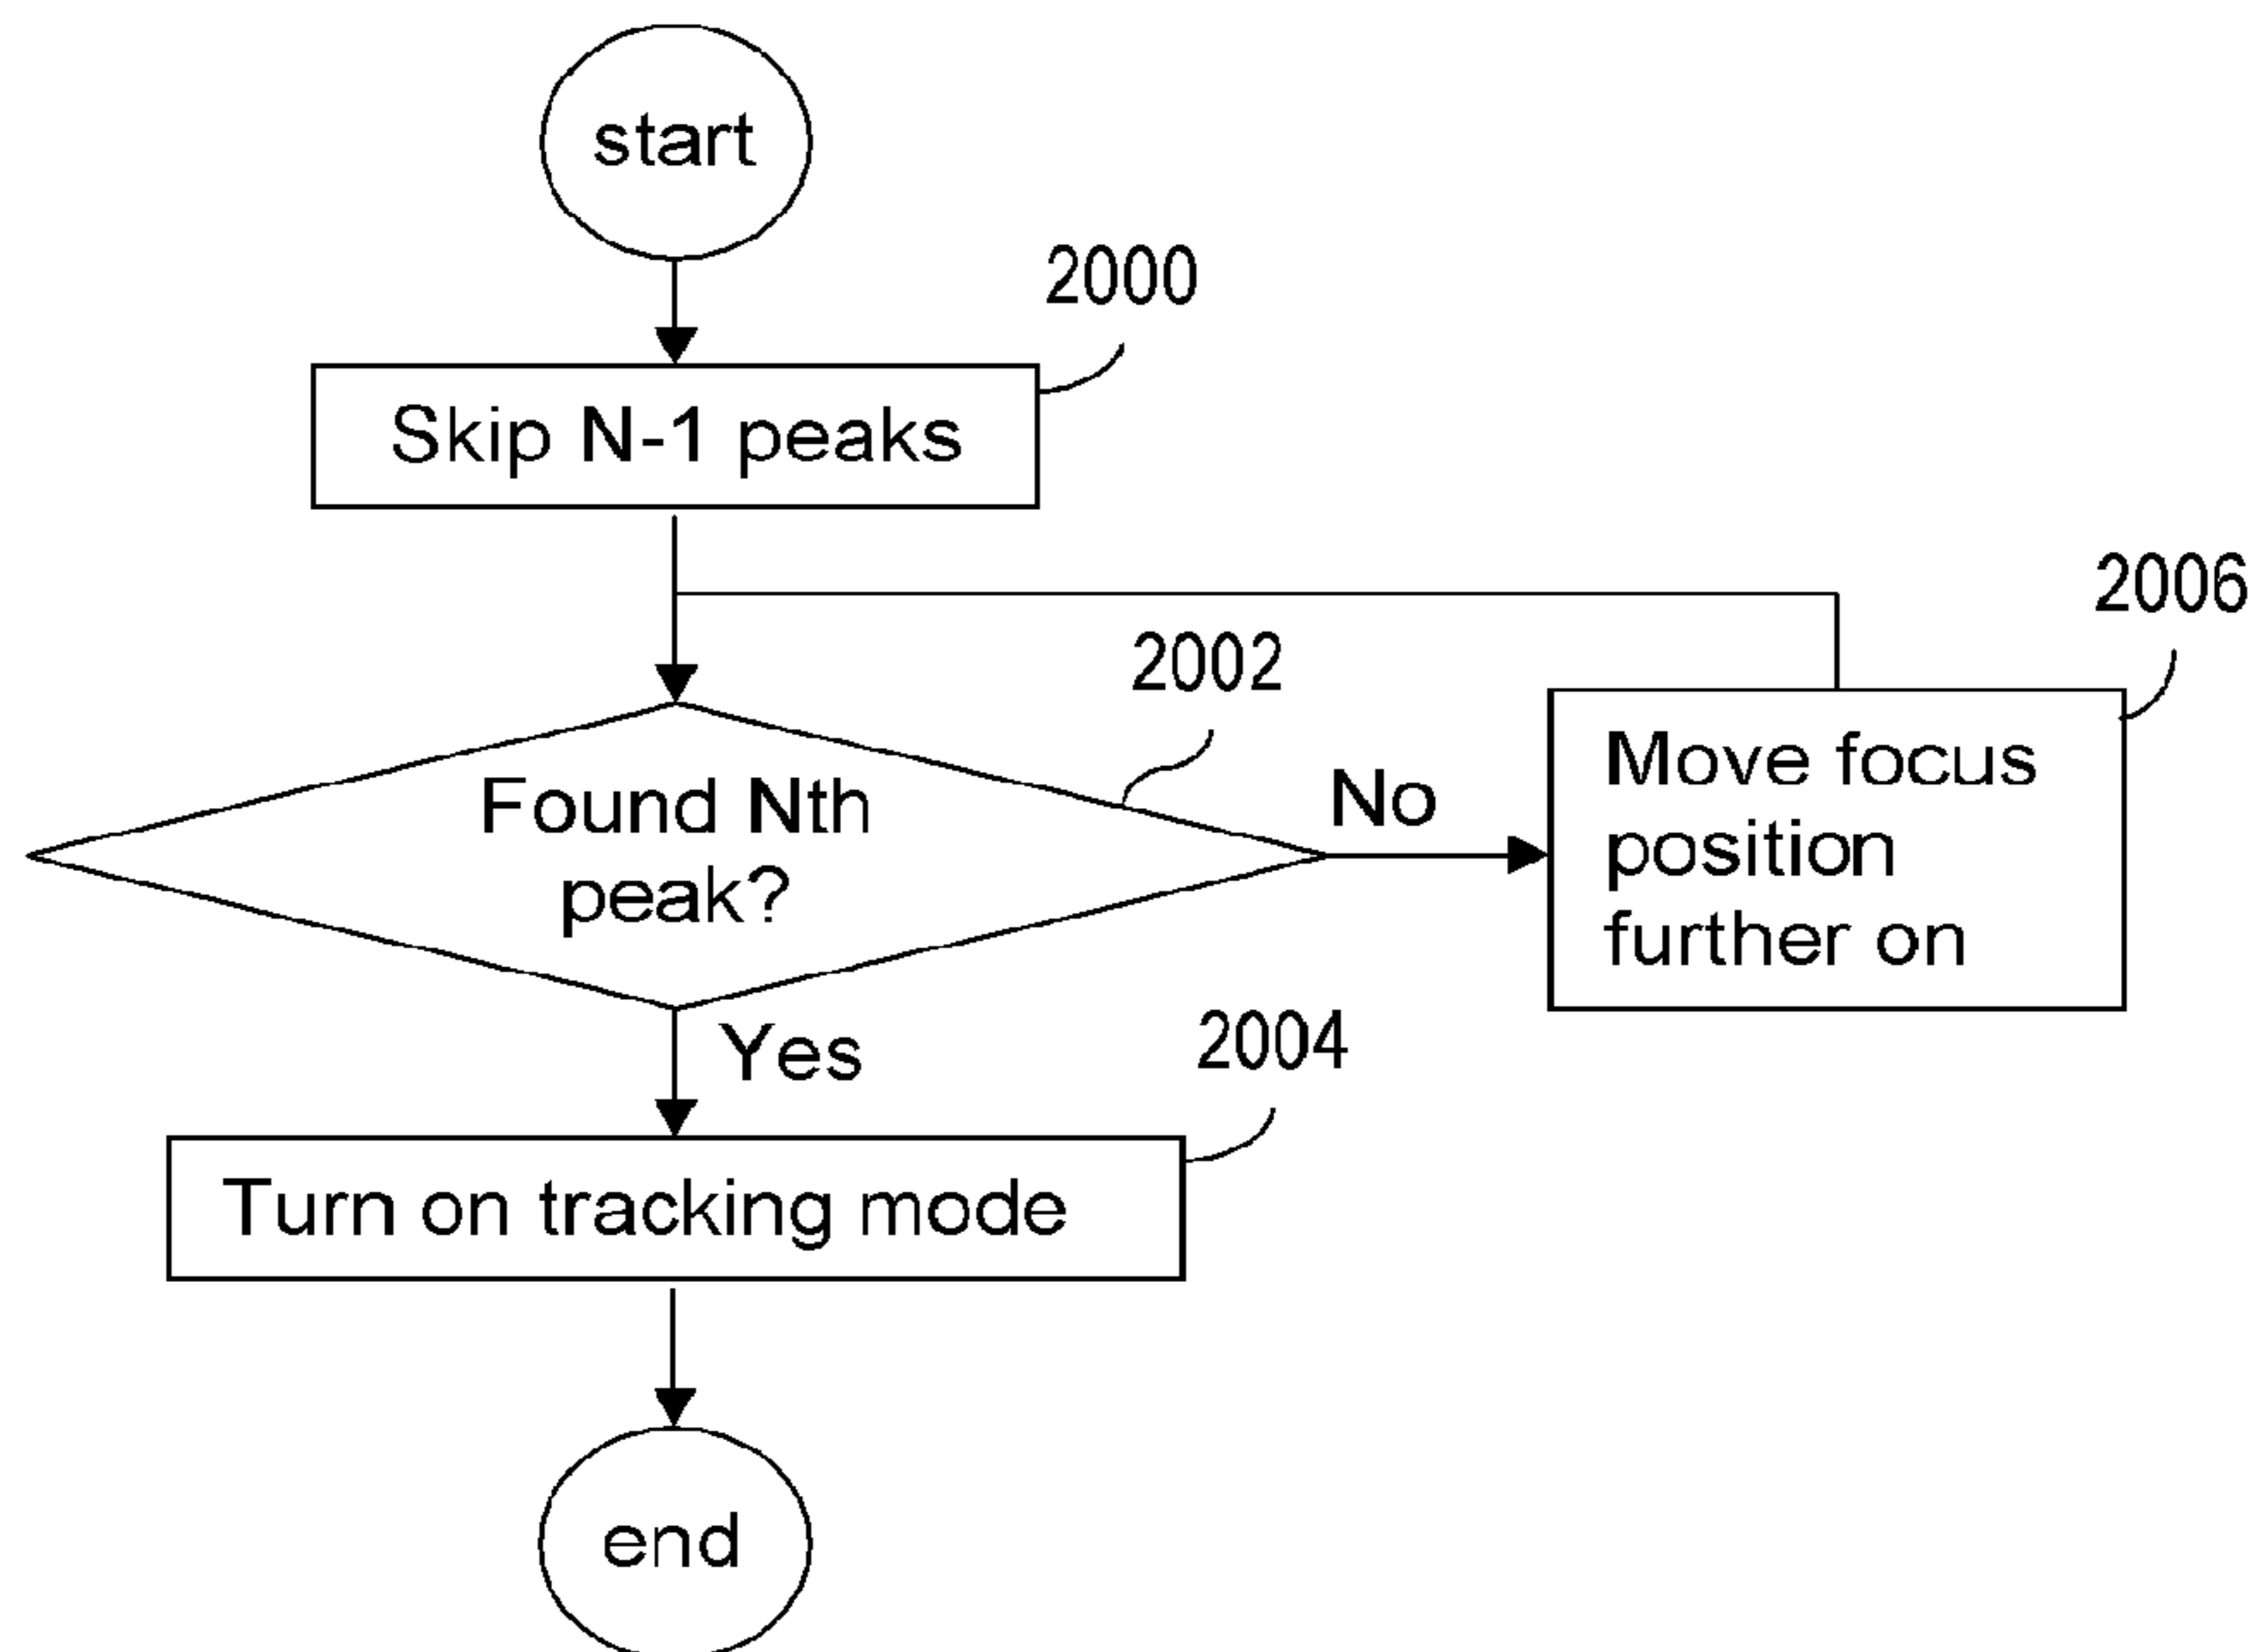 start
2000
Skip N-1 peaks
2006
2002
Found Nth
peak?
No
Move focus
position
further on
Yes
2004
Turn on tracking mode
end